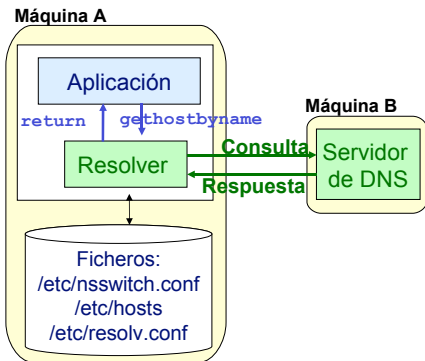 Máquina A
Aplicación
return
gethostbyname
Resolver
Consulta
Respuesta
Máquina B
Servidor
de DNS
Ficheros:
/etc/nsswitch.conf
/etc/hosts
/etc/resolv.conf